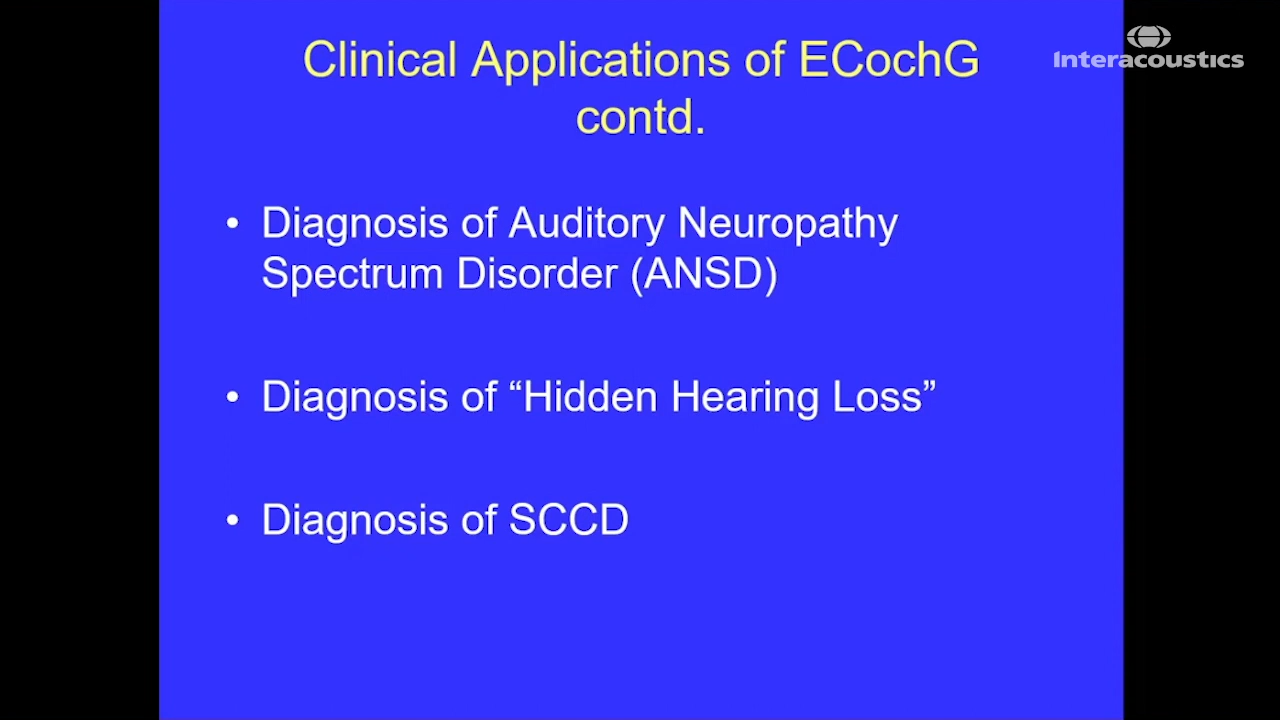 Clinical Applications of ECochG
contd.
Interacoustics
• Diagnosis of Auditory Neuropathy
Spectrum Disorder (ANSD)
• Diagnosis of “Hidden Hearing Loss”
• Diagnosis of SCCD